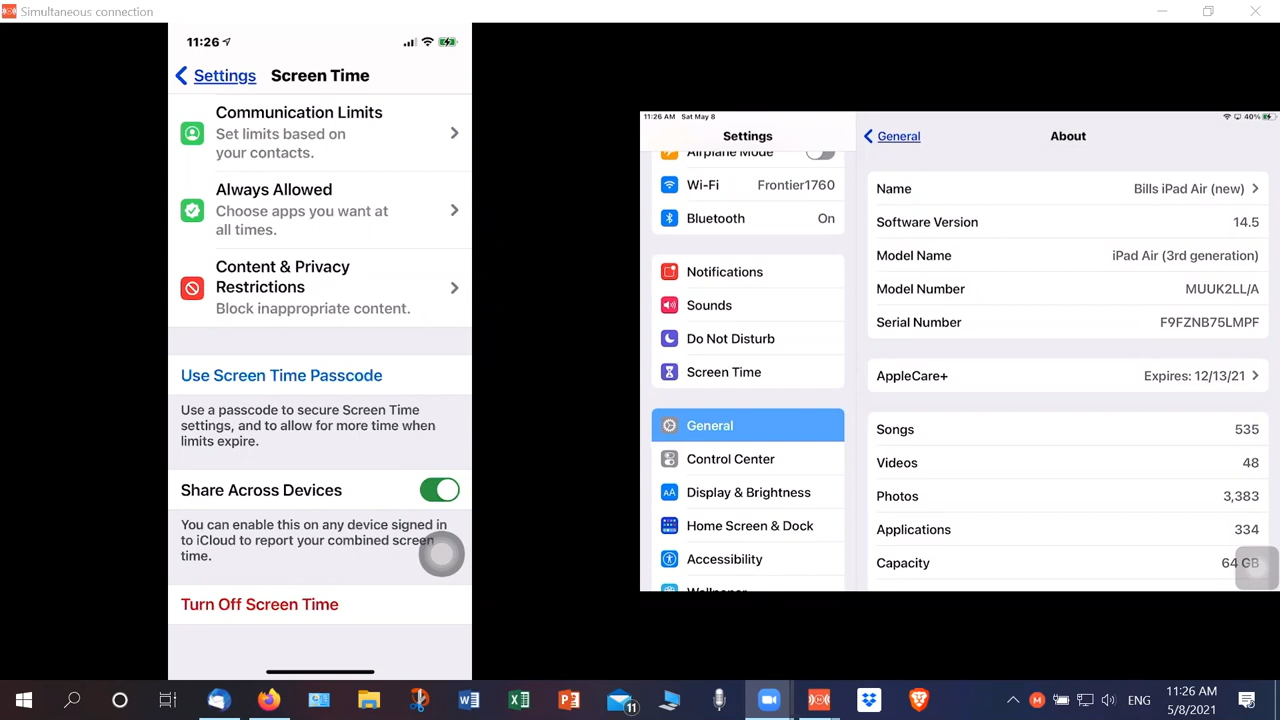 Simultaneous connection
11:26
Settings
Screen Time
Communication Limits
Set limits based on
your contacts.
Always Allowed
Choose apps you want at
all times.
Content & Privacy
Restrictions
Block inappropriate content.
Use Screen Time Passcode
Use a passcode to secure Screen Time
settings, and to allow for more time when
limits expire.
Share Across Devices
You can enable this on any device signed in
to iCloud to report your combined screen
time.
Turn Off Screen Time
11:26 AM Sat May 8
40%
Settings
Airplane Mode
Wi-Fi Frontier1760
Bluetooth On
Notifications
Sounds
Do Not Disturb
Screen Time
General
Control Center
AA Display & Brightness
Home Screen & Dock
Accessibility
Wallpaper
General
About
Name Bills iPad Air (new)
Software Version 14.5
Model Name iPad Air (3rd generation)
Model Number MUUK2LL/A
Serial Number F9FZNB75LMPF
AppleCare+ Expires: 12/13/21
Songs 535
Videos 48
Photos 3,383
Applications 334
Capacity 64 GB
11
ENG
11:26 AM
5/8/2021